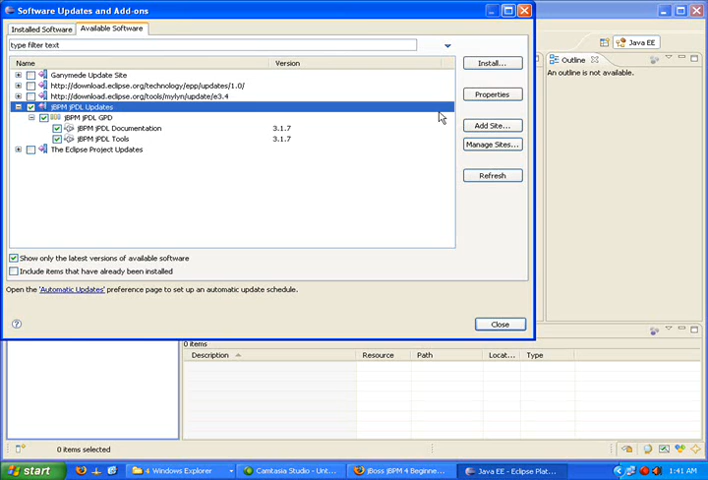 Software Updates and Add-ons
Installed Software
Available Software
type filter text
Name
Version
Install...
Ganymede Update Site
http://download.eclipse.org/technology/epp/updates/1.0/
http://download.eclipse.org/tools/mylyn/update/e3.4
jBPM jPDL Updates
jBPM jPDL GPD
jBPM jPDL Documentation
3.1.7
jBPM jPDL Tools
3.1.7
The Eclipse Project Updates
Properties
Add Site...
Manage Sites...
Refresh
Show only the latest versions of available software
Include items that have already been installed
Open the 'Automatic Updates' preference page to set up an automatic update schedule.
Close
Java EE
Outline
An outline is not available.
0 items
Description
Resource
Path
Locat...
Type
0 items selected
start
4 Windows Explorer
Camtasia Studio - Unt...
JBoss jBPM 4 Beginne...
Java EE - Eclipse Plat...
1:41 AM